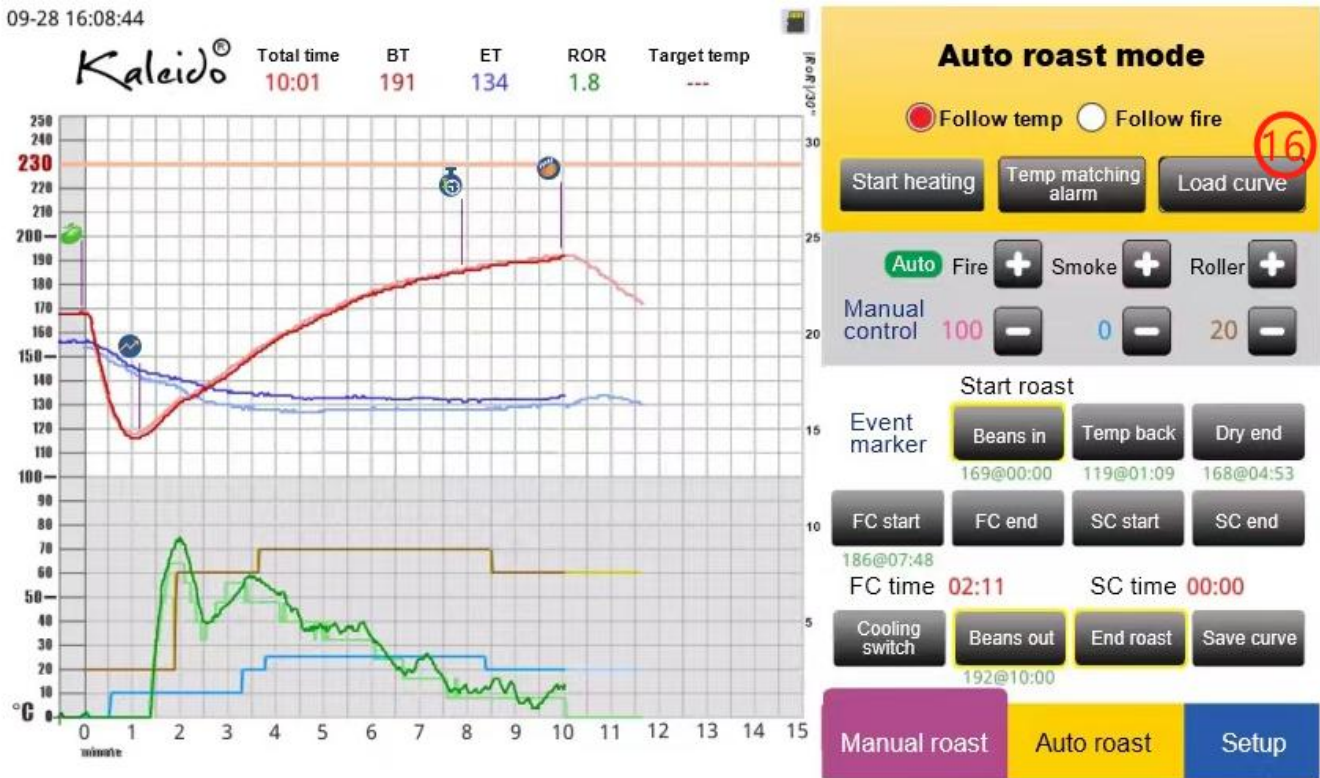 09-28 16:08:44
Kaleido®
Total time BT ET ROR Target temp
10:01 191 134 1.8 ---
|RoR|/30"
250
240
230
220
210
200
190
180
170
160
150
140
130
120
110
100
90
80
70
60
50
40
30
20
10
°C 0
30
25
20
15
10
5
0 1 2 3 4 5 6 7 8 9 10 11 12 13 14 15
minute
Auto roast mode
Follow temp Follow fire
16
Start heating
Temp matching
alarm
Load curve
Auto Fire + Smoke + Roller +
Manual
control
100 − 0 − 20 −
Start roast
Event
marker
Beans in Temp back Dry end
169@00:00 119@01:09 168@04:53
FC start FC end SC start SC end
186@07:48
FC time 02:11 SC time 00:00
Cooling
switch
Beans out End roast Save curve
192@10:00
Manual roast Auto roast Setup